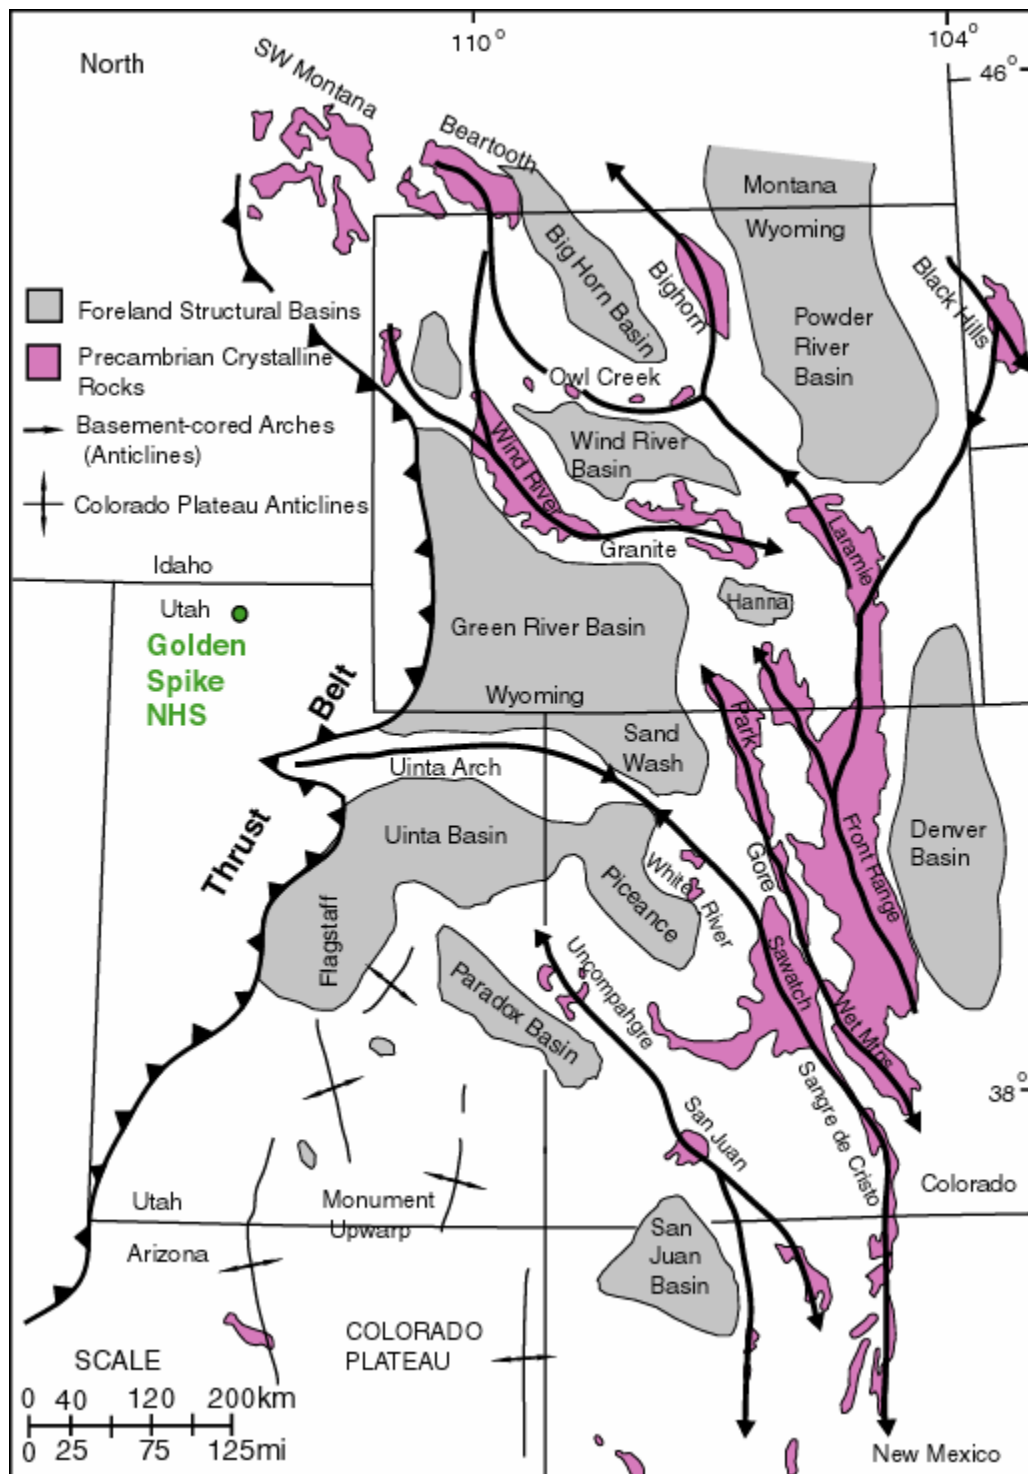 110°
104°
46°
North
SW Montana
Beartooth
Montana
Wyoming
Big Horn Basin
Bighorn
Black Hills
Powder
River
Basin
Foreland Structural Basins
Precambrian Crystalline
Rocks
Basement-cored Arches
(Anticlines)
Colorado Plateau Anticlines
Owl Creek
Wind River
Wind River
Basin
Granite
Laramie
Hanna
Idaho
Utah
Golden
Spike
NHS
Green River Basin
Wyoming
Thrust Belt
Sand
Wash
Park
Uinta Arch
Uinta Basin
Gore
Front Range
Denver
Basin
White River
Piceance
Flagstaff
Sawatch
Uncompahgre
Paradox Basin
Wet Mtns
38°
San Juan
Sangre de Cristo
Colorado
Utah
Monument
Upwarp
Arizona
San
Juan
Basin
COLORADO
PLATEAU
SCALE
0 40 120 200km
0 25 75 125mi
New Mexico